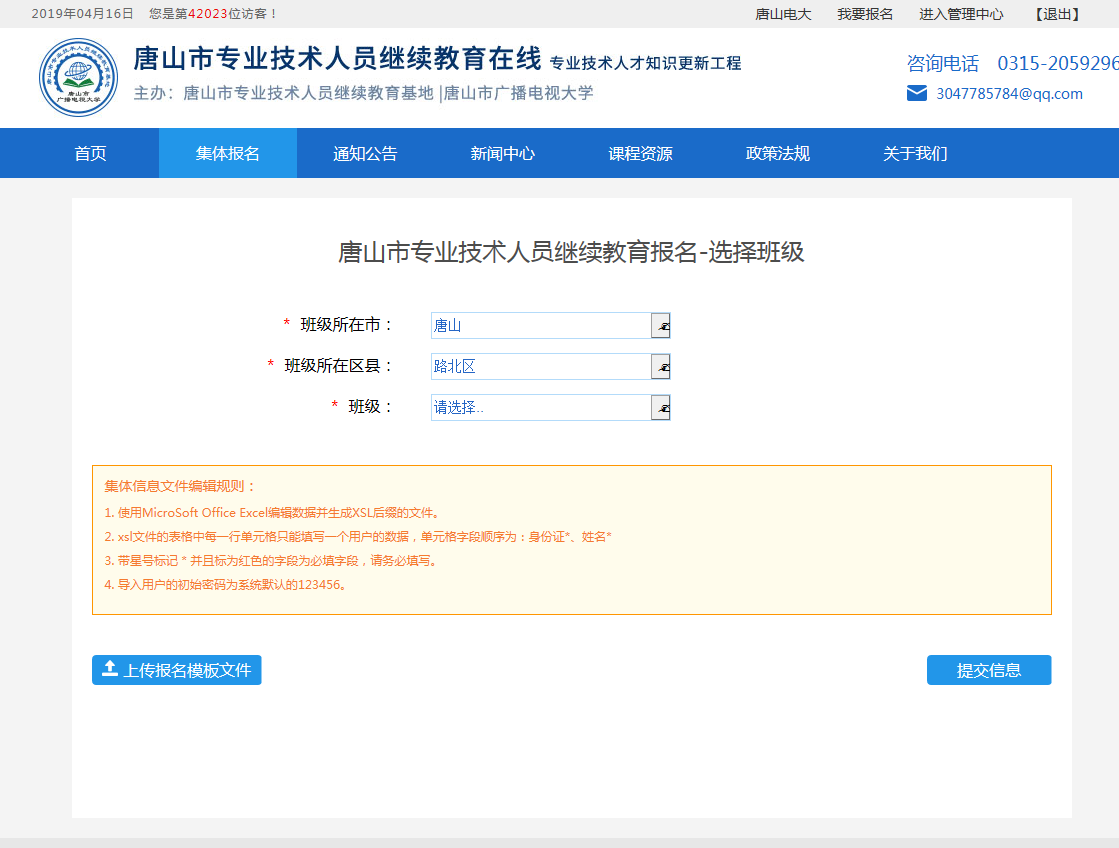 2019年04月16日 您是第42023位访客！
唐山电大 我要报名 进入管理中心 【退出】
唐山市专业技术人员继续教育在线 专业技术人才知识更新工程
主办：唐山市专业技术人员继续教育基地 |唐山市广播电视大学
咨询电话 0315-2059296
3047785784@qq.com
唐山市
广播电视大学
首页 集体报名 通知公告 新闻中心 课程资源 政策法规 关于我们
唐山市专业技术人员继续教育报名-选择班级
* 班级所在市： 唐山
* 班级所在区县： 路北区
* 班级： 请选择..
集体信息文件编辑规则：
1. 使用MicroSoft Office Excel编辑数据并生成XSL后缀的文件。
2. xsl文件的表格中每一行单元格只能填写一个用户的数据，单元格字段顺序为：身份证*、姓名*
3. 带星号标记 * 并且标为红色的字段为必填字段，请务必填写。
4. 导入用户的初始密码为系统默认的123456。
上传报名模板文件
提交信息